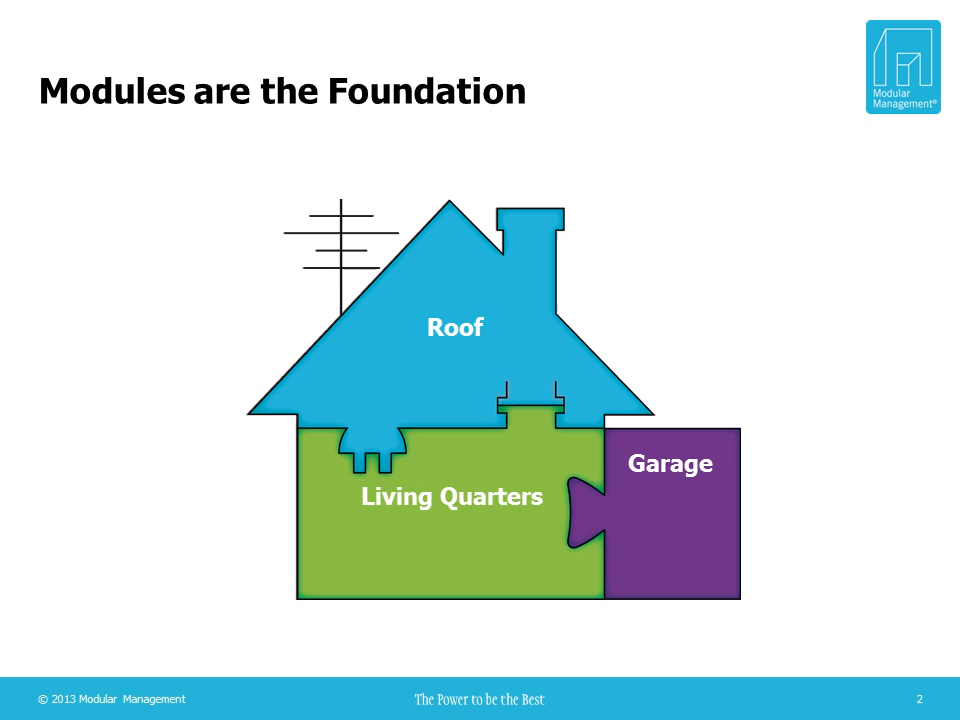 Modules are the Foundation
Modular
Management®
Roof
Garage
Living Quarters
© 2013 Modular Management
The Power to be the Best
2